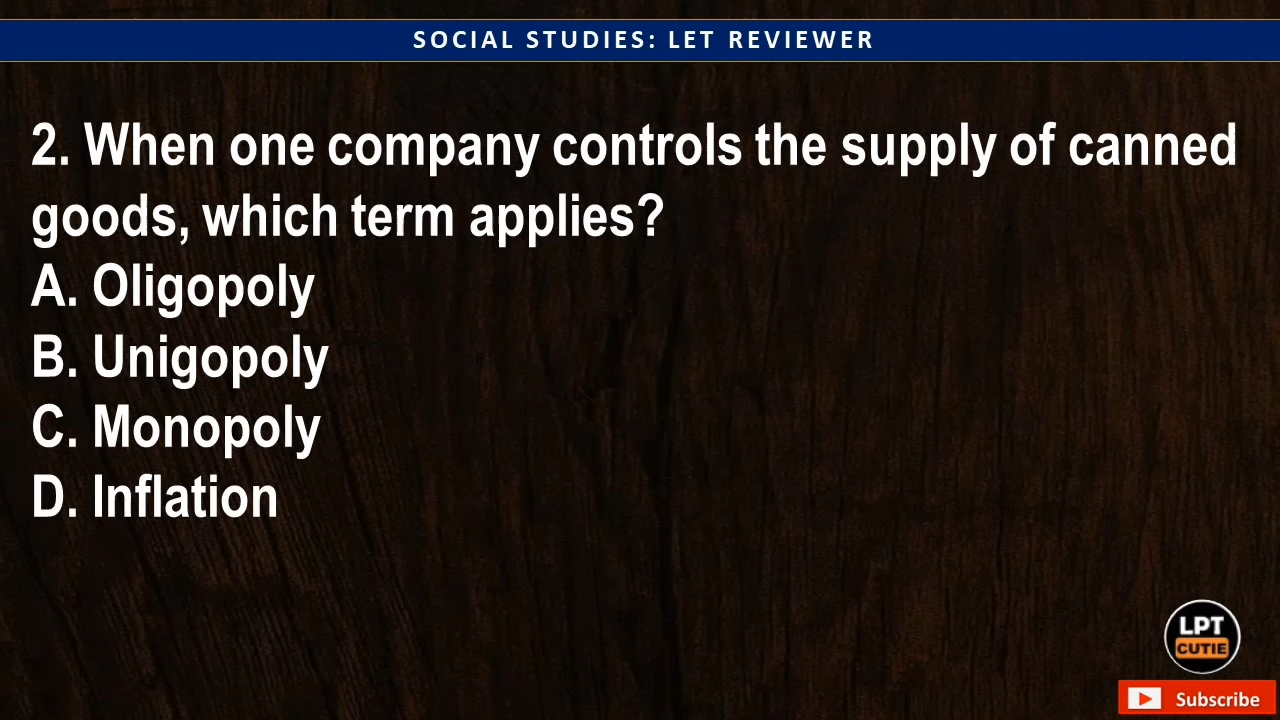 SOCIAL STUDIES: LET REVIEWER
2. When one company controls the supply of canned
goods, which term applies?
A. Oligopoly
B. Unigopoly
C. Monopoly
D. Inflation
LPT
CUTIE
Subscribe